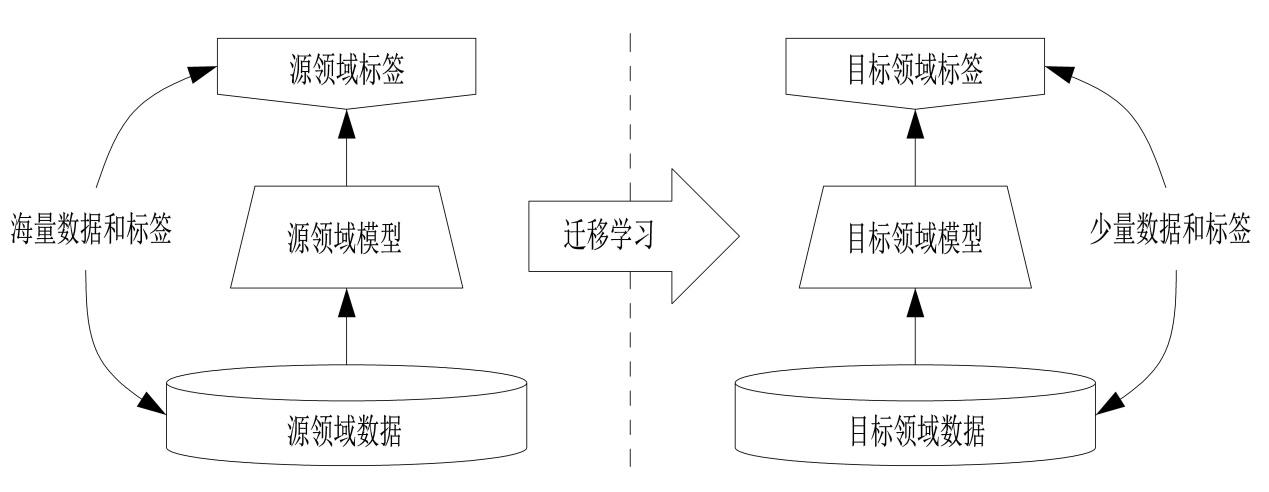 源领域标签
目标领域标签
海量数据和标签
源领域模型
迁移学习
目标领域模型
少量数据和标签
源领域数据
目标领域数据